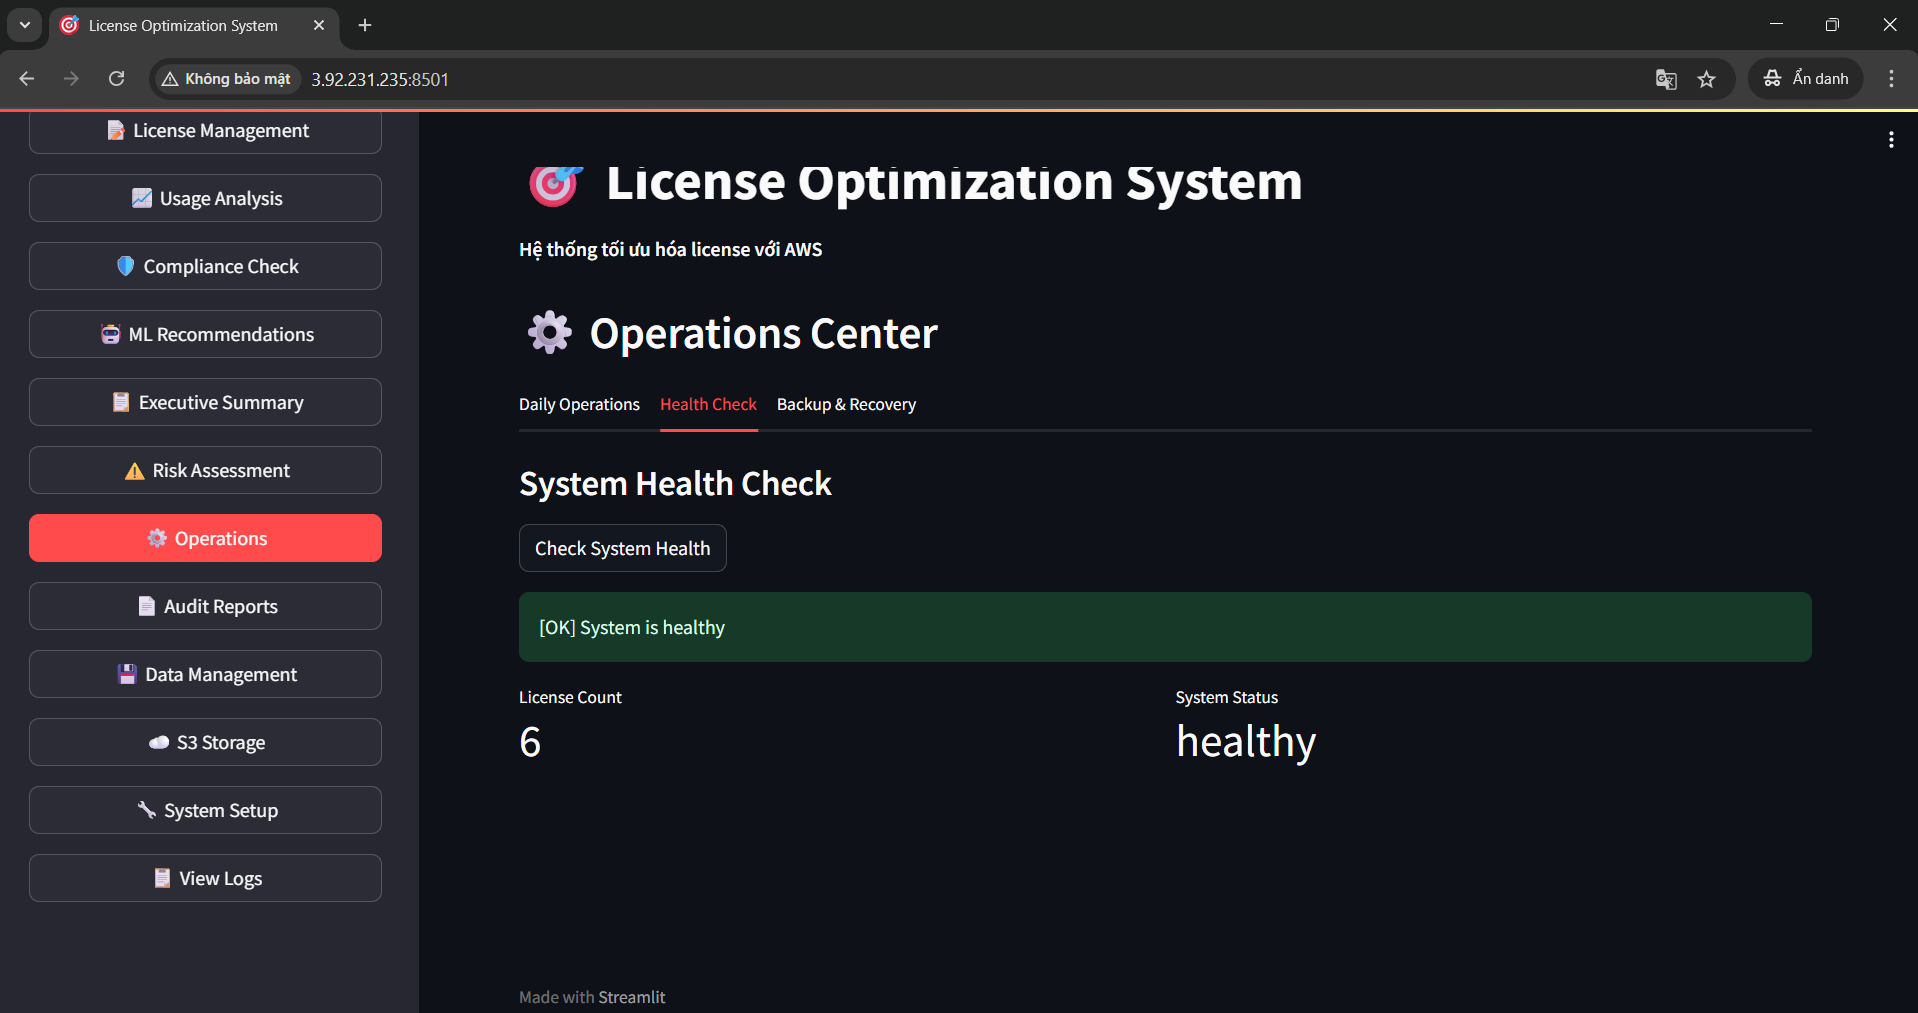 License Optimization System
Không bảo mật
3.92.231.235:8501
Ẩn danh
License Management
Usage Analysis
Compliance Check
ML Recommendations
Executive Summary
Risk Assessment
Operations
Audit Reports
Data Management
S3 Storage
System Setup
View Logs
License Optimization System
Hệ thống tối ưu hóa license với AWS
Operations Center
Daily Operations Health Check Backup & Recovery
System Health Check
Check System Health
[OK] System is healthy
License Count
6
System Status
healthy
Made with Streamlit